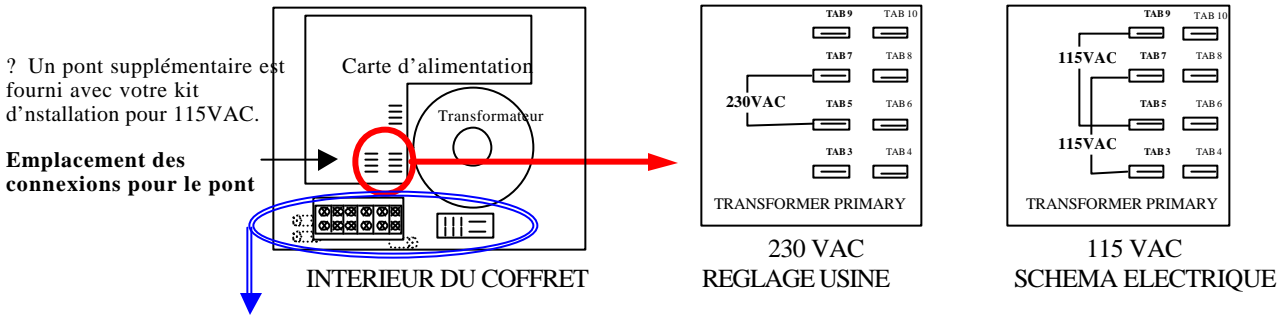 ? Un pont supplémentaire est
fourni avec votre kit
d'nstallation pour 115VAC.
Emplacement des
connexions pour le pont
Carte d'alimentation
Transformateur
INTERIEUR DU COFFRET
TAB 9 TAB 10
TAB 7 TAB 8
230VAC
TAB 5 TAB 6
TAB 3 TAB 4
TRANSFORMER PRIMARY
230 VAC
REGLAGE USINE
TAB 9 TAB 10
115VAC TAB 7 TAB 8
TAB 5 TAB 6
115VAC TAB 3 TAB 4
TRANSFORMER PRIMARY
115 VAC
SCHEMA ELECTRIQUE